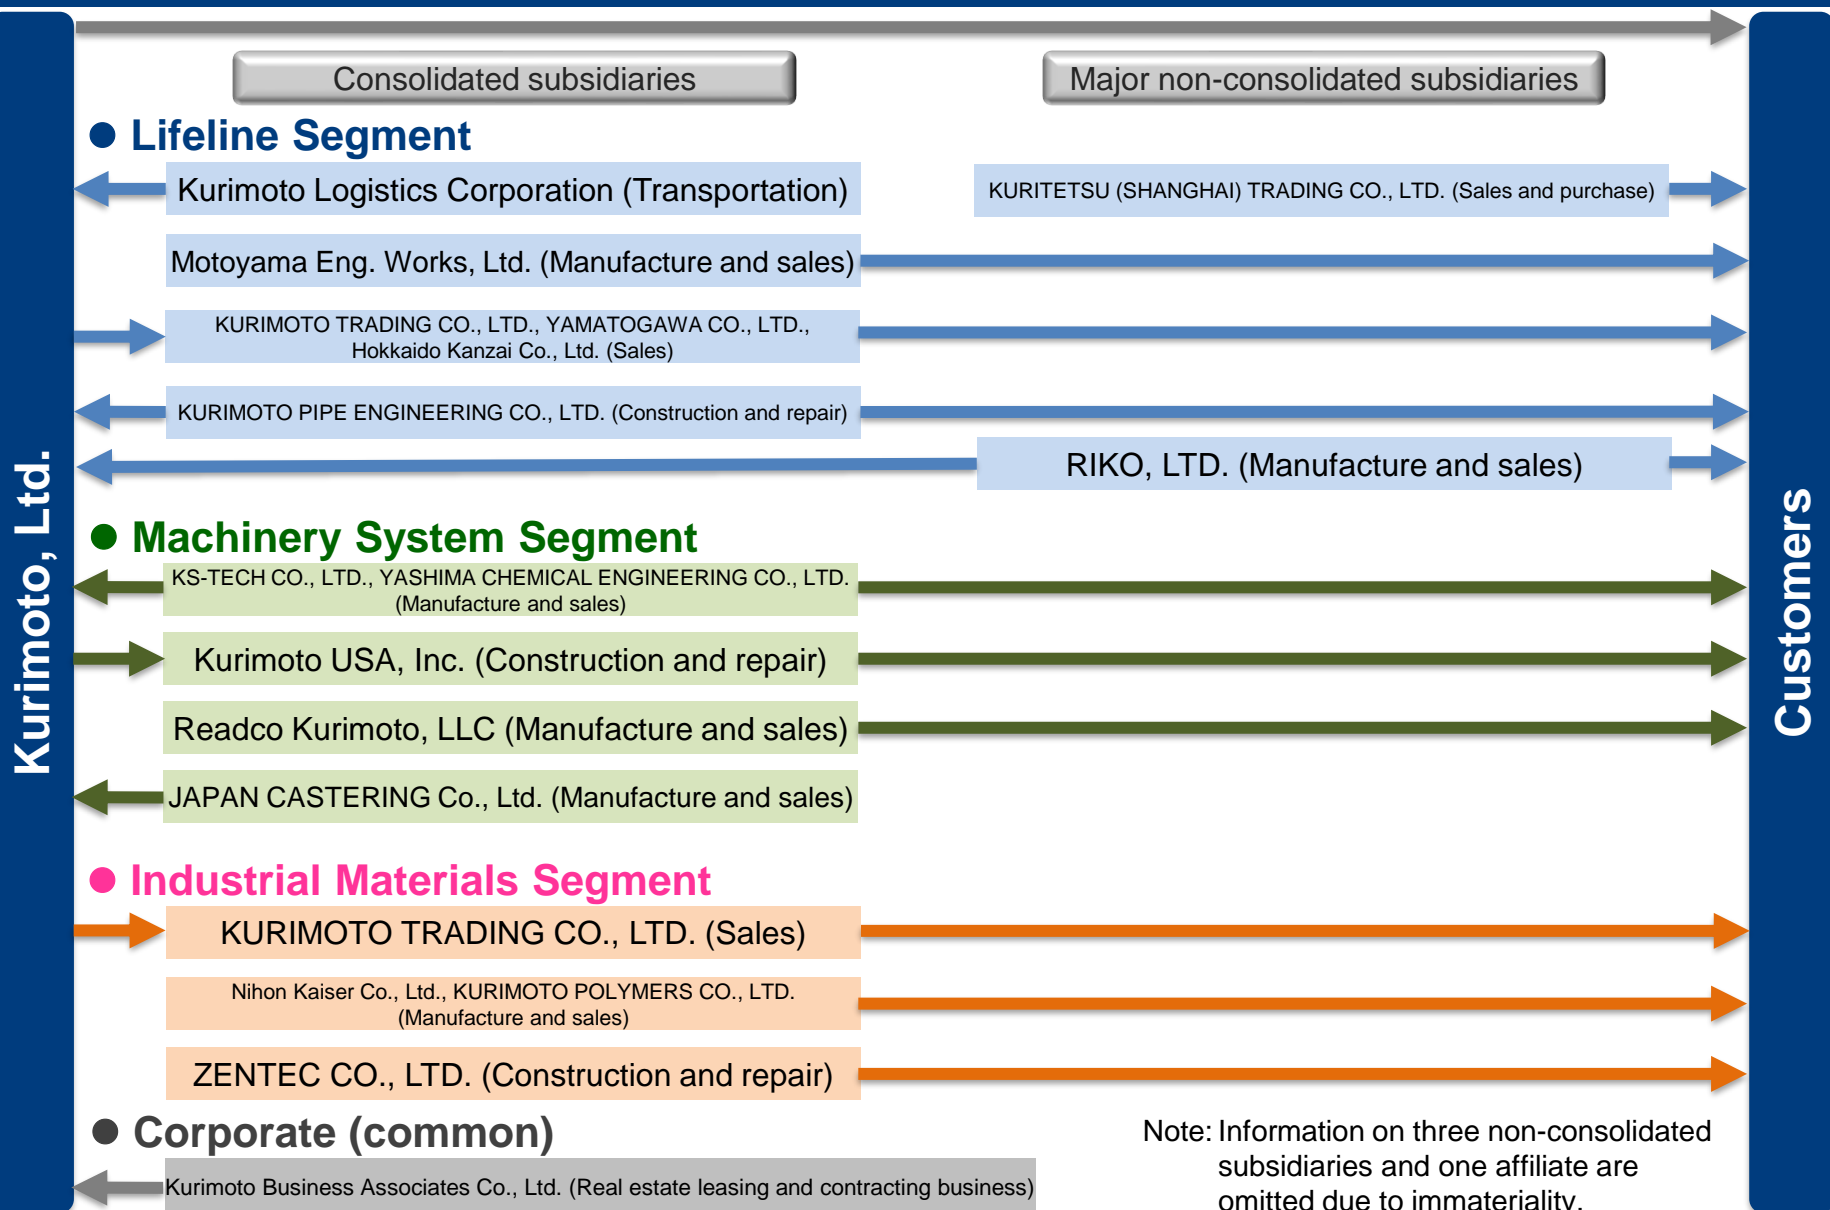 Consolidated subsidiaries
Major non-consolidated subsidiaries
Kurimoto, Ltd.
Customers
● Lifeline Segment
Kurimoto Logistics Corporation (Transportation)
KURITETSU (SHANGHAI) TRADING CO., LTD. (Sales and purchase)
Motoyama Eng. Works, Ltd. (Manufacture and sales)
KURIMOTO TRADING CO., LTD., YAMATOGAWA CO., LTD.,
Hokkaido Kanzai Co., Ltd. (Sales)
KURIMOTO PIPE ENGINEERING CO., LTD. (Construction and repair)
RIKO, LTD. (Manufacture and sales)
● Machinery System Segment
KS-TECH CO., LTD., YASHIMA CHEMICAL ENGINEERING CO., LTD.
(Manufacture and sales)
Kurimoto USA, Inc. (Construction and repair)
Readco Kurimoto, LLC (Manufacture and sales)
JAPAN CASTERING Co., Ltd. (Manufacture and sales)
● Industrial Materials Segment
KURIMOTO TRADING CO., LTD. (Sales)
Nihon Kaiser Co., Ltd., KURIMOTO POLYMERS CO., LTD.
(Manufacture and sales)
ZENTEC CO., LTD. (Construction and repair)
● Corporate (common)
Kurimoto Business Associates Co., Ltd. (Real estate leasing and contracting business)
Note: Information on three non-consolidated
subsidiaries and one affiliate are
omitted due to immateriality.